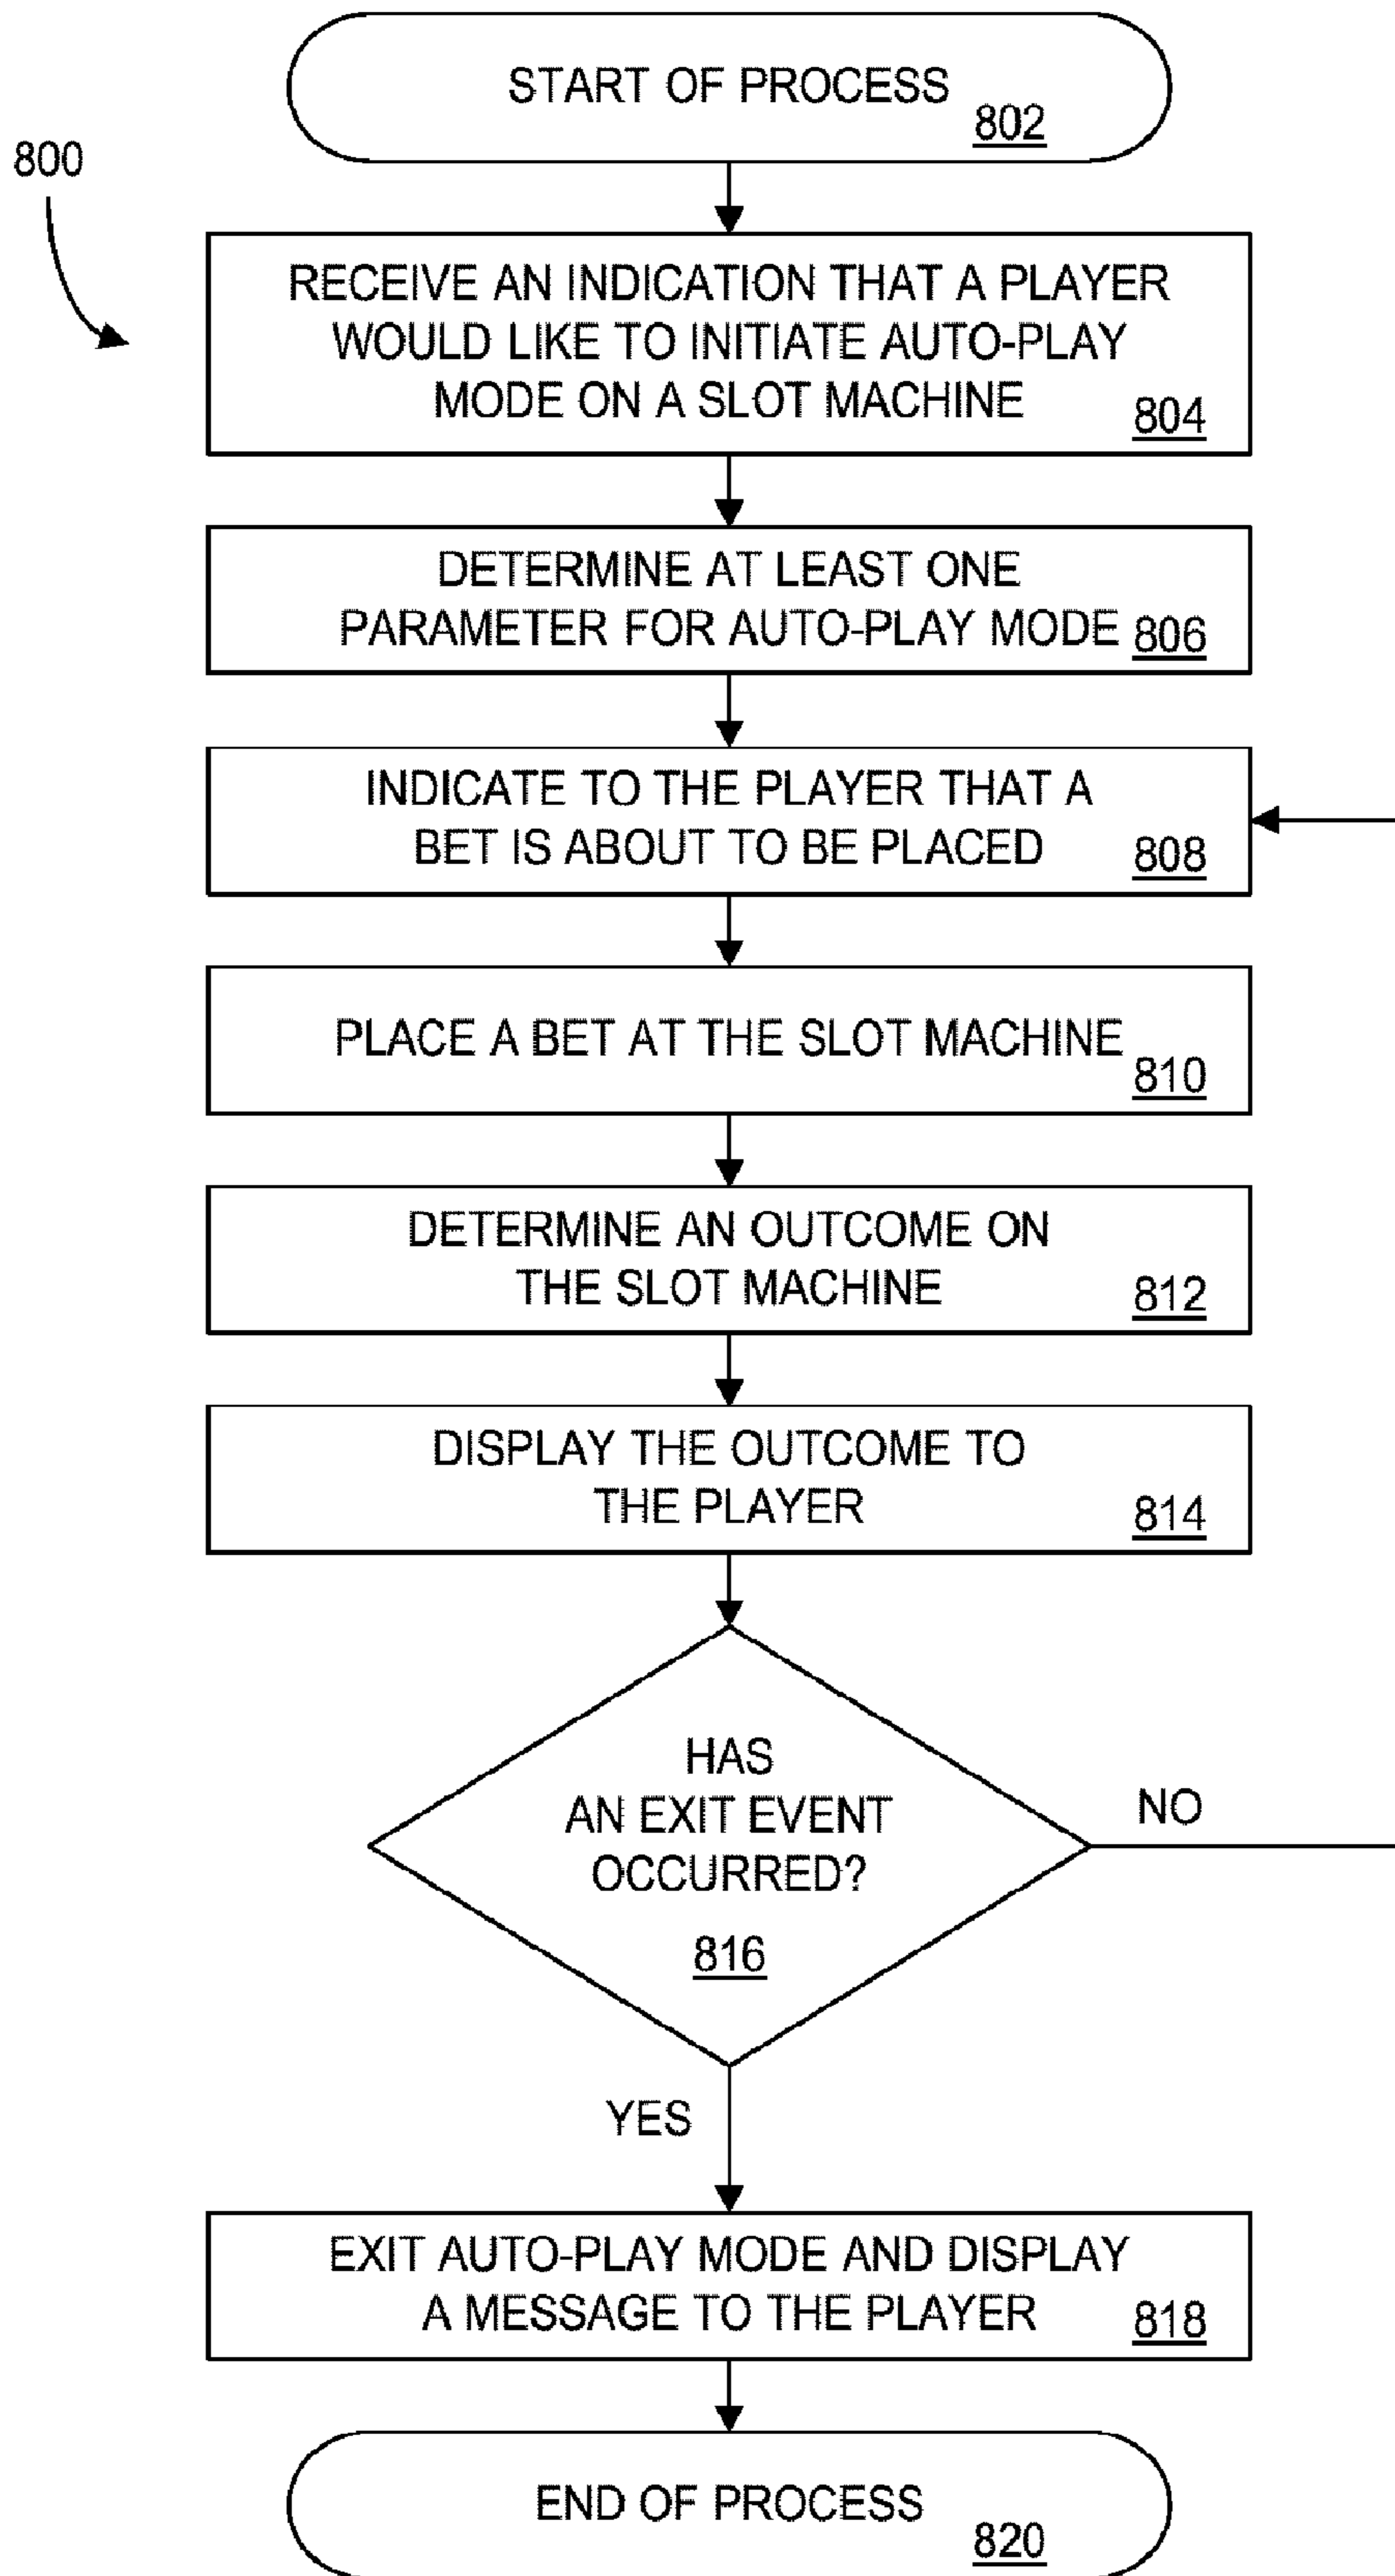 START OF PROCESS
802
800
RECEIVE AN INDICATION THAT A PLAYER
WOULD LIKE TO INITIATE AUTO-PLAY
MODE ON A SLOT MACHINE
804
DETERMINE AT LEAST ONE
PARAMETER FOR AUTO-PLAY MODE
806
INDICATE TO THE PLAYER THAT A
BET IS ABOUT TO BE PLACED
808
PLACE A BET AT THE SLOT MACHINE
810
DETERMINE AN OUTCOME ON
THE SLOT MACHINE
812
DISPLAY THE OUTCOME TO
THE PLAYER
814
HAS
AN EXIT EVENT
OCCURRED?
816
NO
YES
EXIT AUTO-PLAY MODE AND DISPLAY
A MESSAGE TO THE PLAYER
818
END OF PROCESS
820